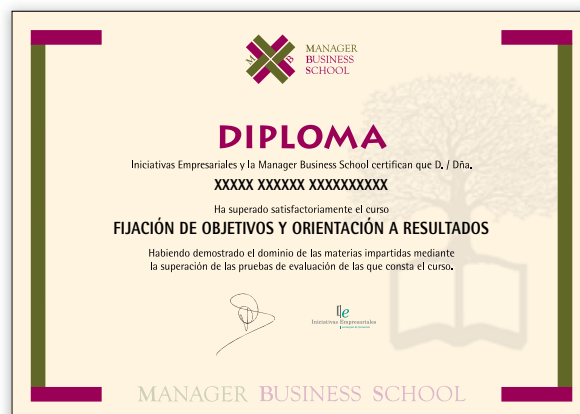 M B
MANAGER
BUSINESS
SCHOOL
DIPLOMA
Iniciativas Empresariales y la Manager Business School certifican que D. / Dña.
XXXXX XXXXXX XXXXXXXXXX
Ha superado satisfactoriamente el curso
FIJACIÓN DE OBJETIVOS Y ORIENTACIÓN A RESULTADOS
Habiendo demostrado el dominio de las materias impartidas mediante
la superación de las pruebas de evaluación de las que consta el curso.
Iniciativas Empresariales
MANAGER BUSINESS SCHOOL